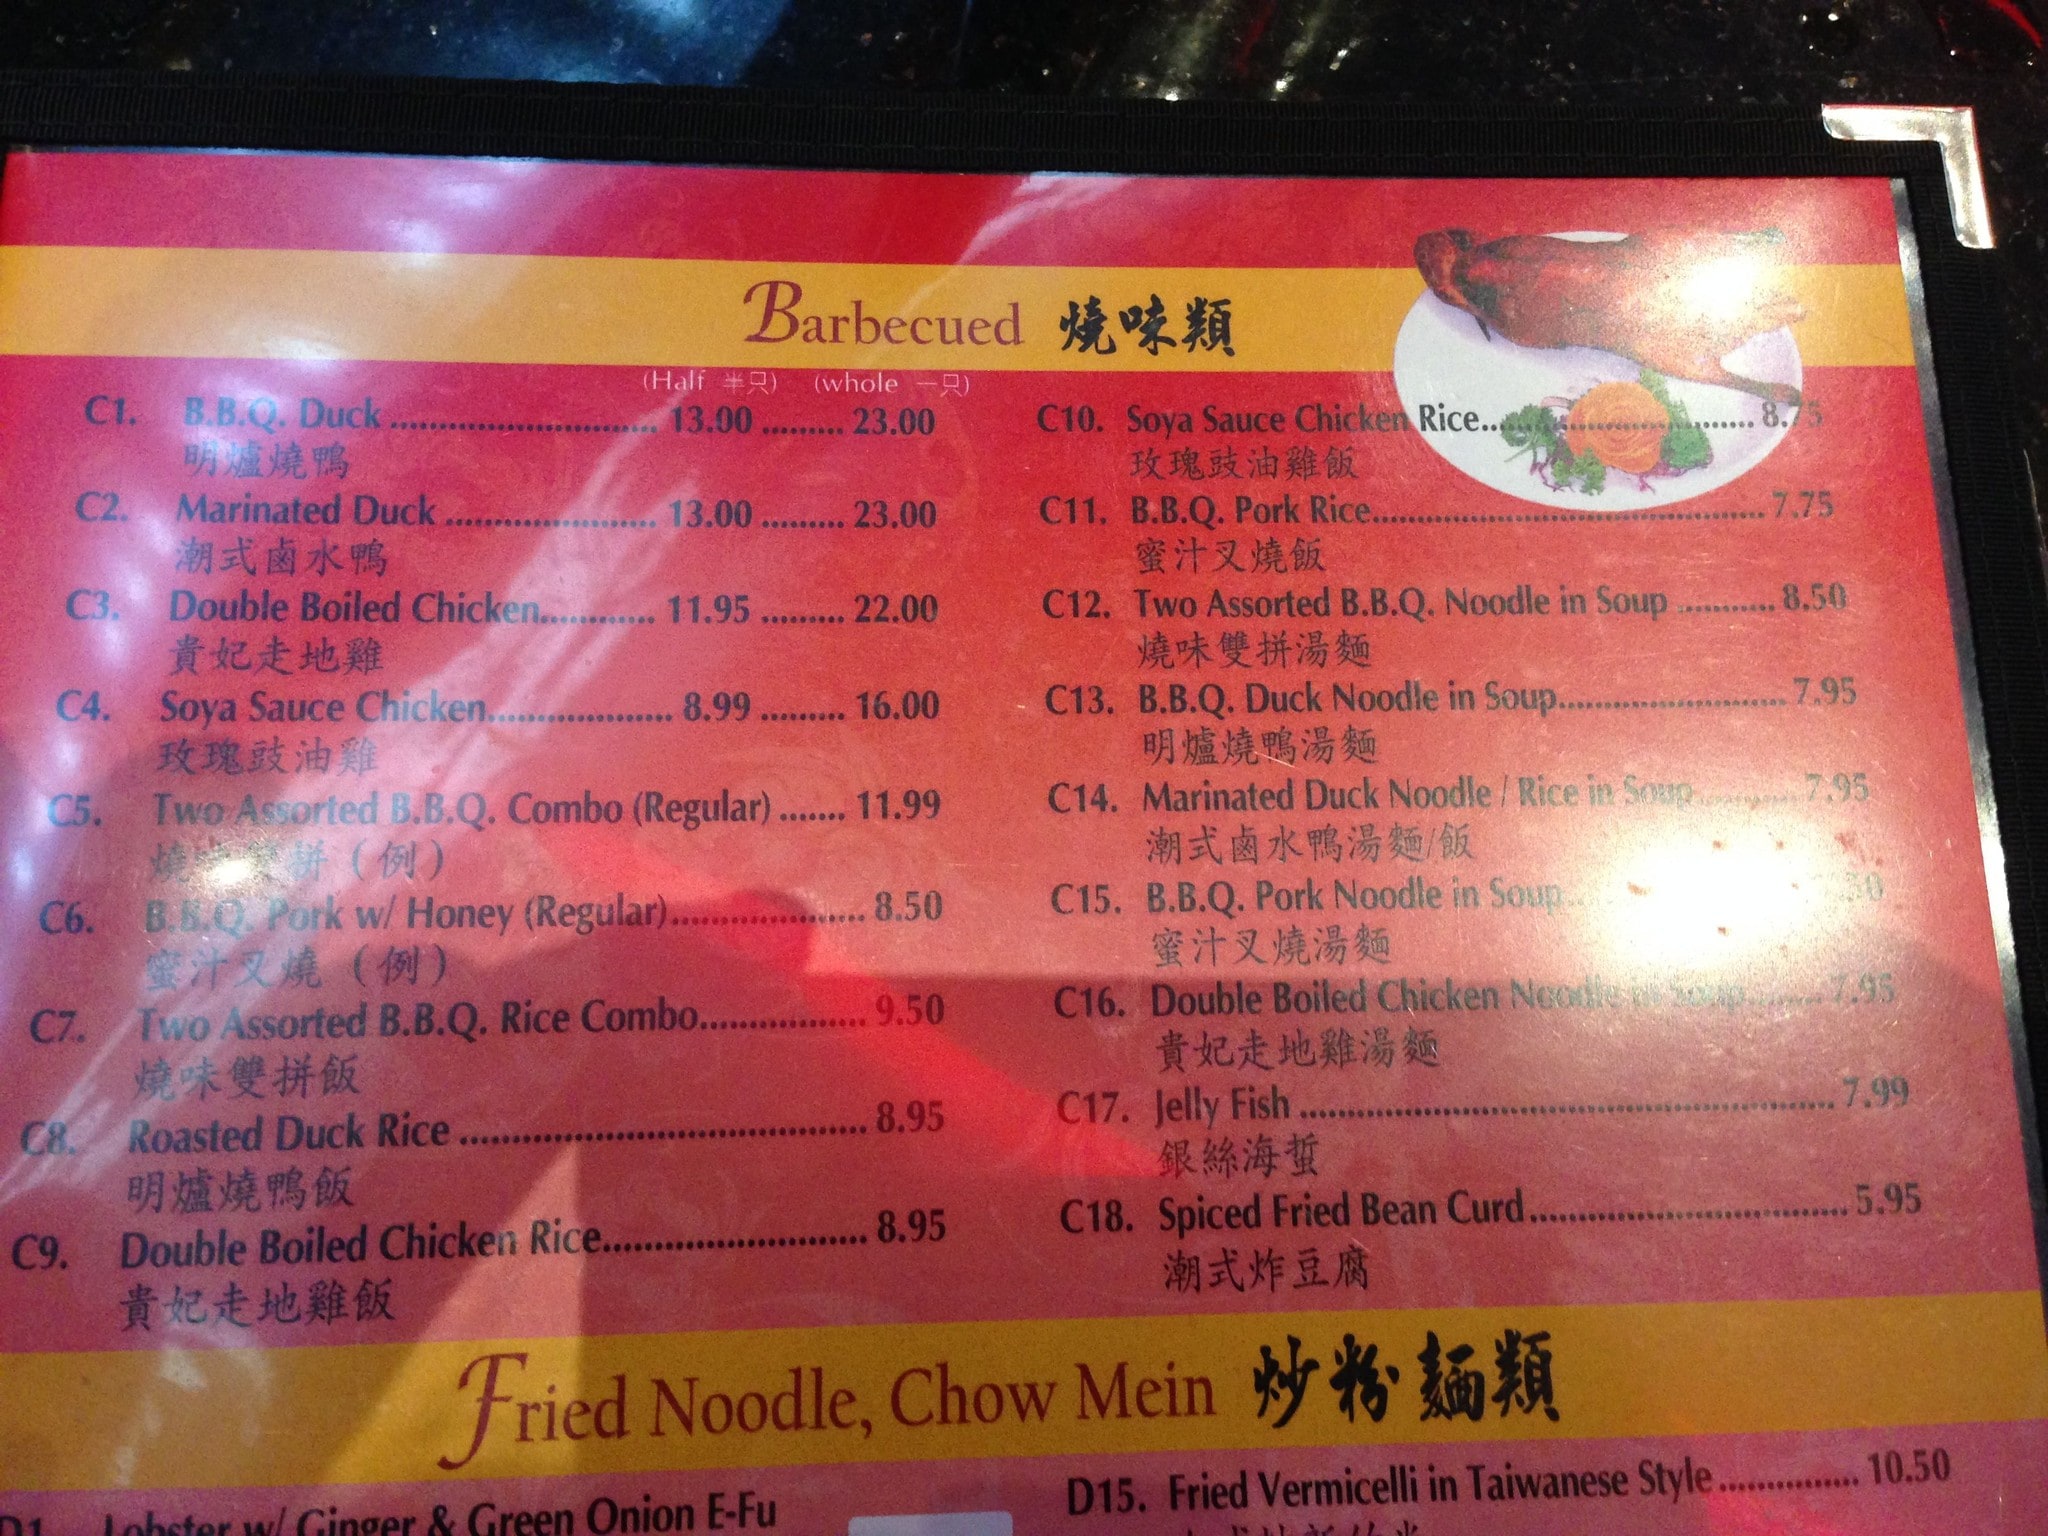 Barbecued 燒味類
(Half 半只) (whole 一只)
C1. B.B.Q. Duck ............................ 13.00 ......... 23.00
明爐燒鴨
C2. Marinated Duck ...................... 13.00 ......... 23.00
潮式鹵水鴨
C3. Double Boiled Chicken............ 11.95 ......... 22.00
貴妃走地雞
C4. Soya Sauce Chicken................... 8.99 ......... 16.00
玫瑰豉油雞
C5. Two Assorted B.B.Q. Combo (Regular) ....... 11.99
燒味雙拼（例）
C6. B.B.Q. Pork w/ Honey (Regular).................... 8.50
蜜汁叉燒（例）
C7. Two Assorted B.B.Q. Rice Combo................. 9.50
燒味雙拼飯
C8. Roasted Duck Rice .......................................... 8.95
明爐燒鴨飯
C9. Double Boiled Chicken Rice........................... 8.95
貴妃走地雞飯
C10. Soya Sauce Chicken Rice............................... 8.75
玫瑰豉油雞飯
C11. B.B.Q. Pork Rice............................................ 7.75
蜜汁叉燒飯
C12. Two Assorted B.B.Q. Noodle in Soup ........... 8.50
燒味雙拼湯麵
C13. B.B.Q. Duck Noodle in Soup......................... 7.95
明爐燒鴨湯麵
C14. Marinated Duck Noodle / Rice in Soup............ 7.95
潮式鹵水鴨湯麵/飯
C15. B.B.Q. Pork Noodle in Soup...
蜜汁叉燒湯麵
C16. Double Boiled Chicken Noodle in Soup......... 7.95
貴妃走地雞湯麵
C17. Jelly Fish ........................................................ 7.99
銀絲海蜇
C18. Spiced Fried Bean Curd.................................. 5.95
潮式炸豆腐
Fried Noodle, Chow Mein 炒粉麵類
D1. Lobster w/ Ginger & Green Onion E-Fu
D15. Fried Vermicelli in Taiwanese Style............... 10.50